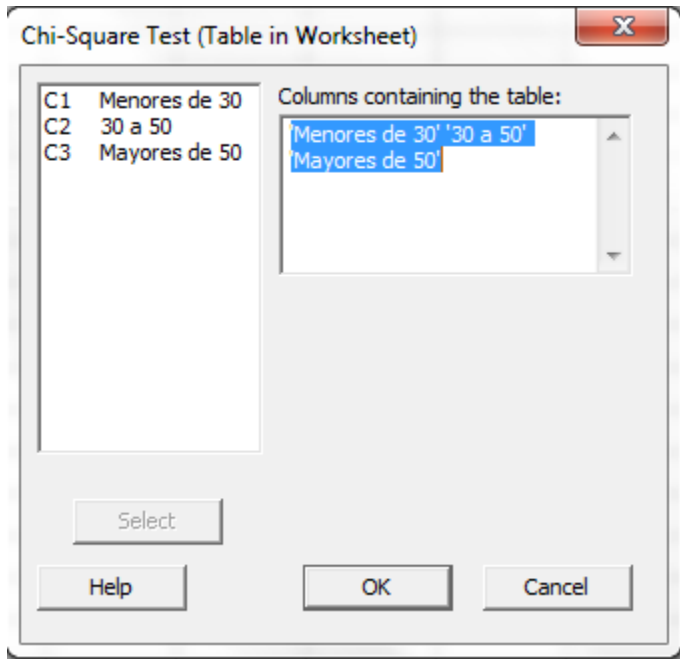 Chi-Square Test (Table in Worksheet)
C1 Menores de 30
C2 30 a 50
C3 Mayores de 50
Columns containing the table:
'Menores de 30' '30 a 50'
'Mayores de 50'
Select
Help
OK
Cancel